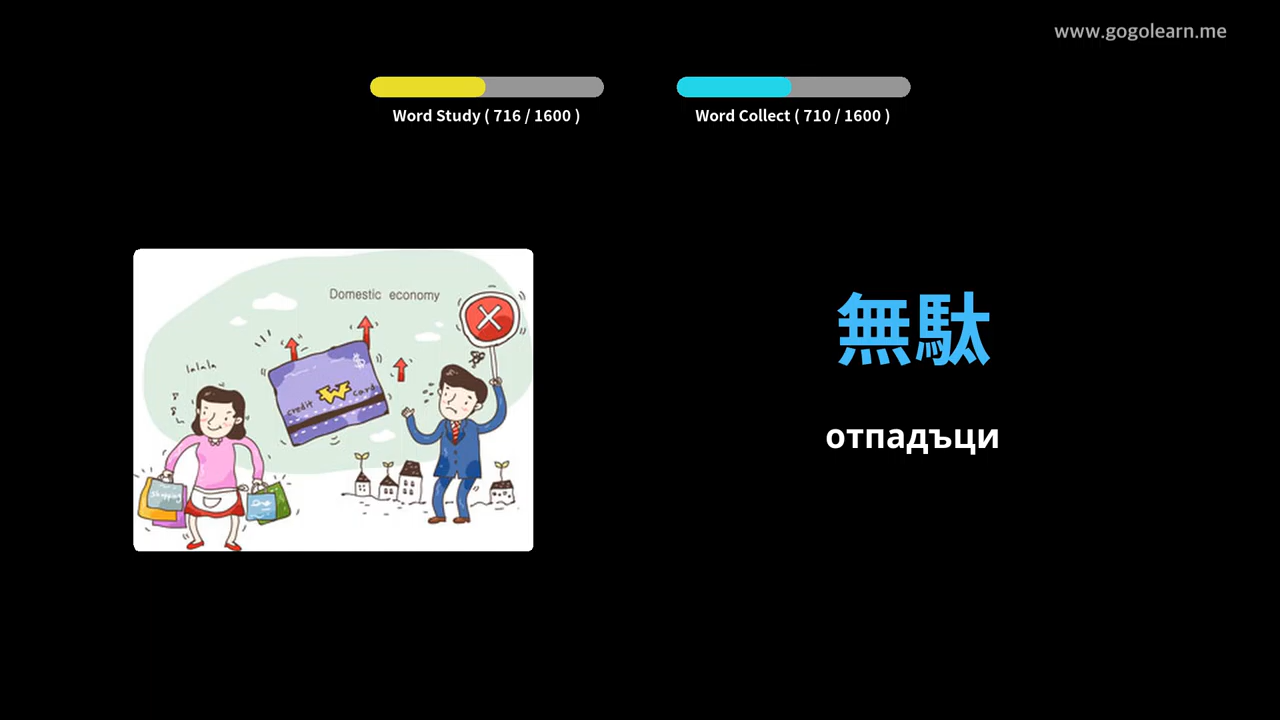 www.gogolearn.me
Word Study ( 716 / 1600 )
Word Collect ( 710 / 1600 )
Domestic economy
lalala
$
W
credit card
Shopping
無駄
отпадъци